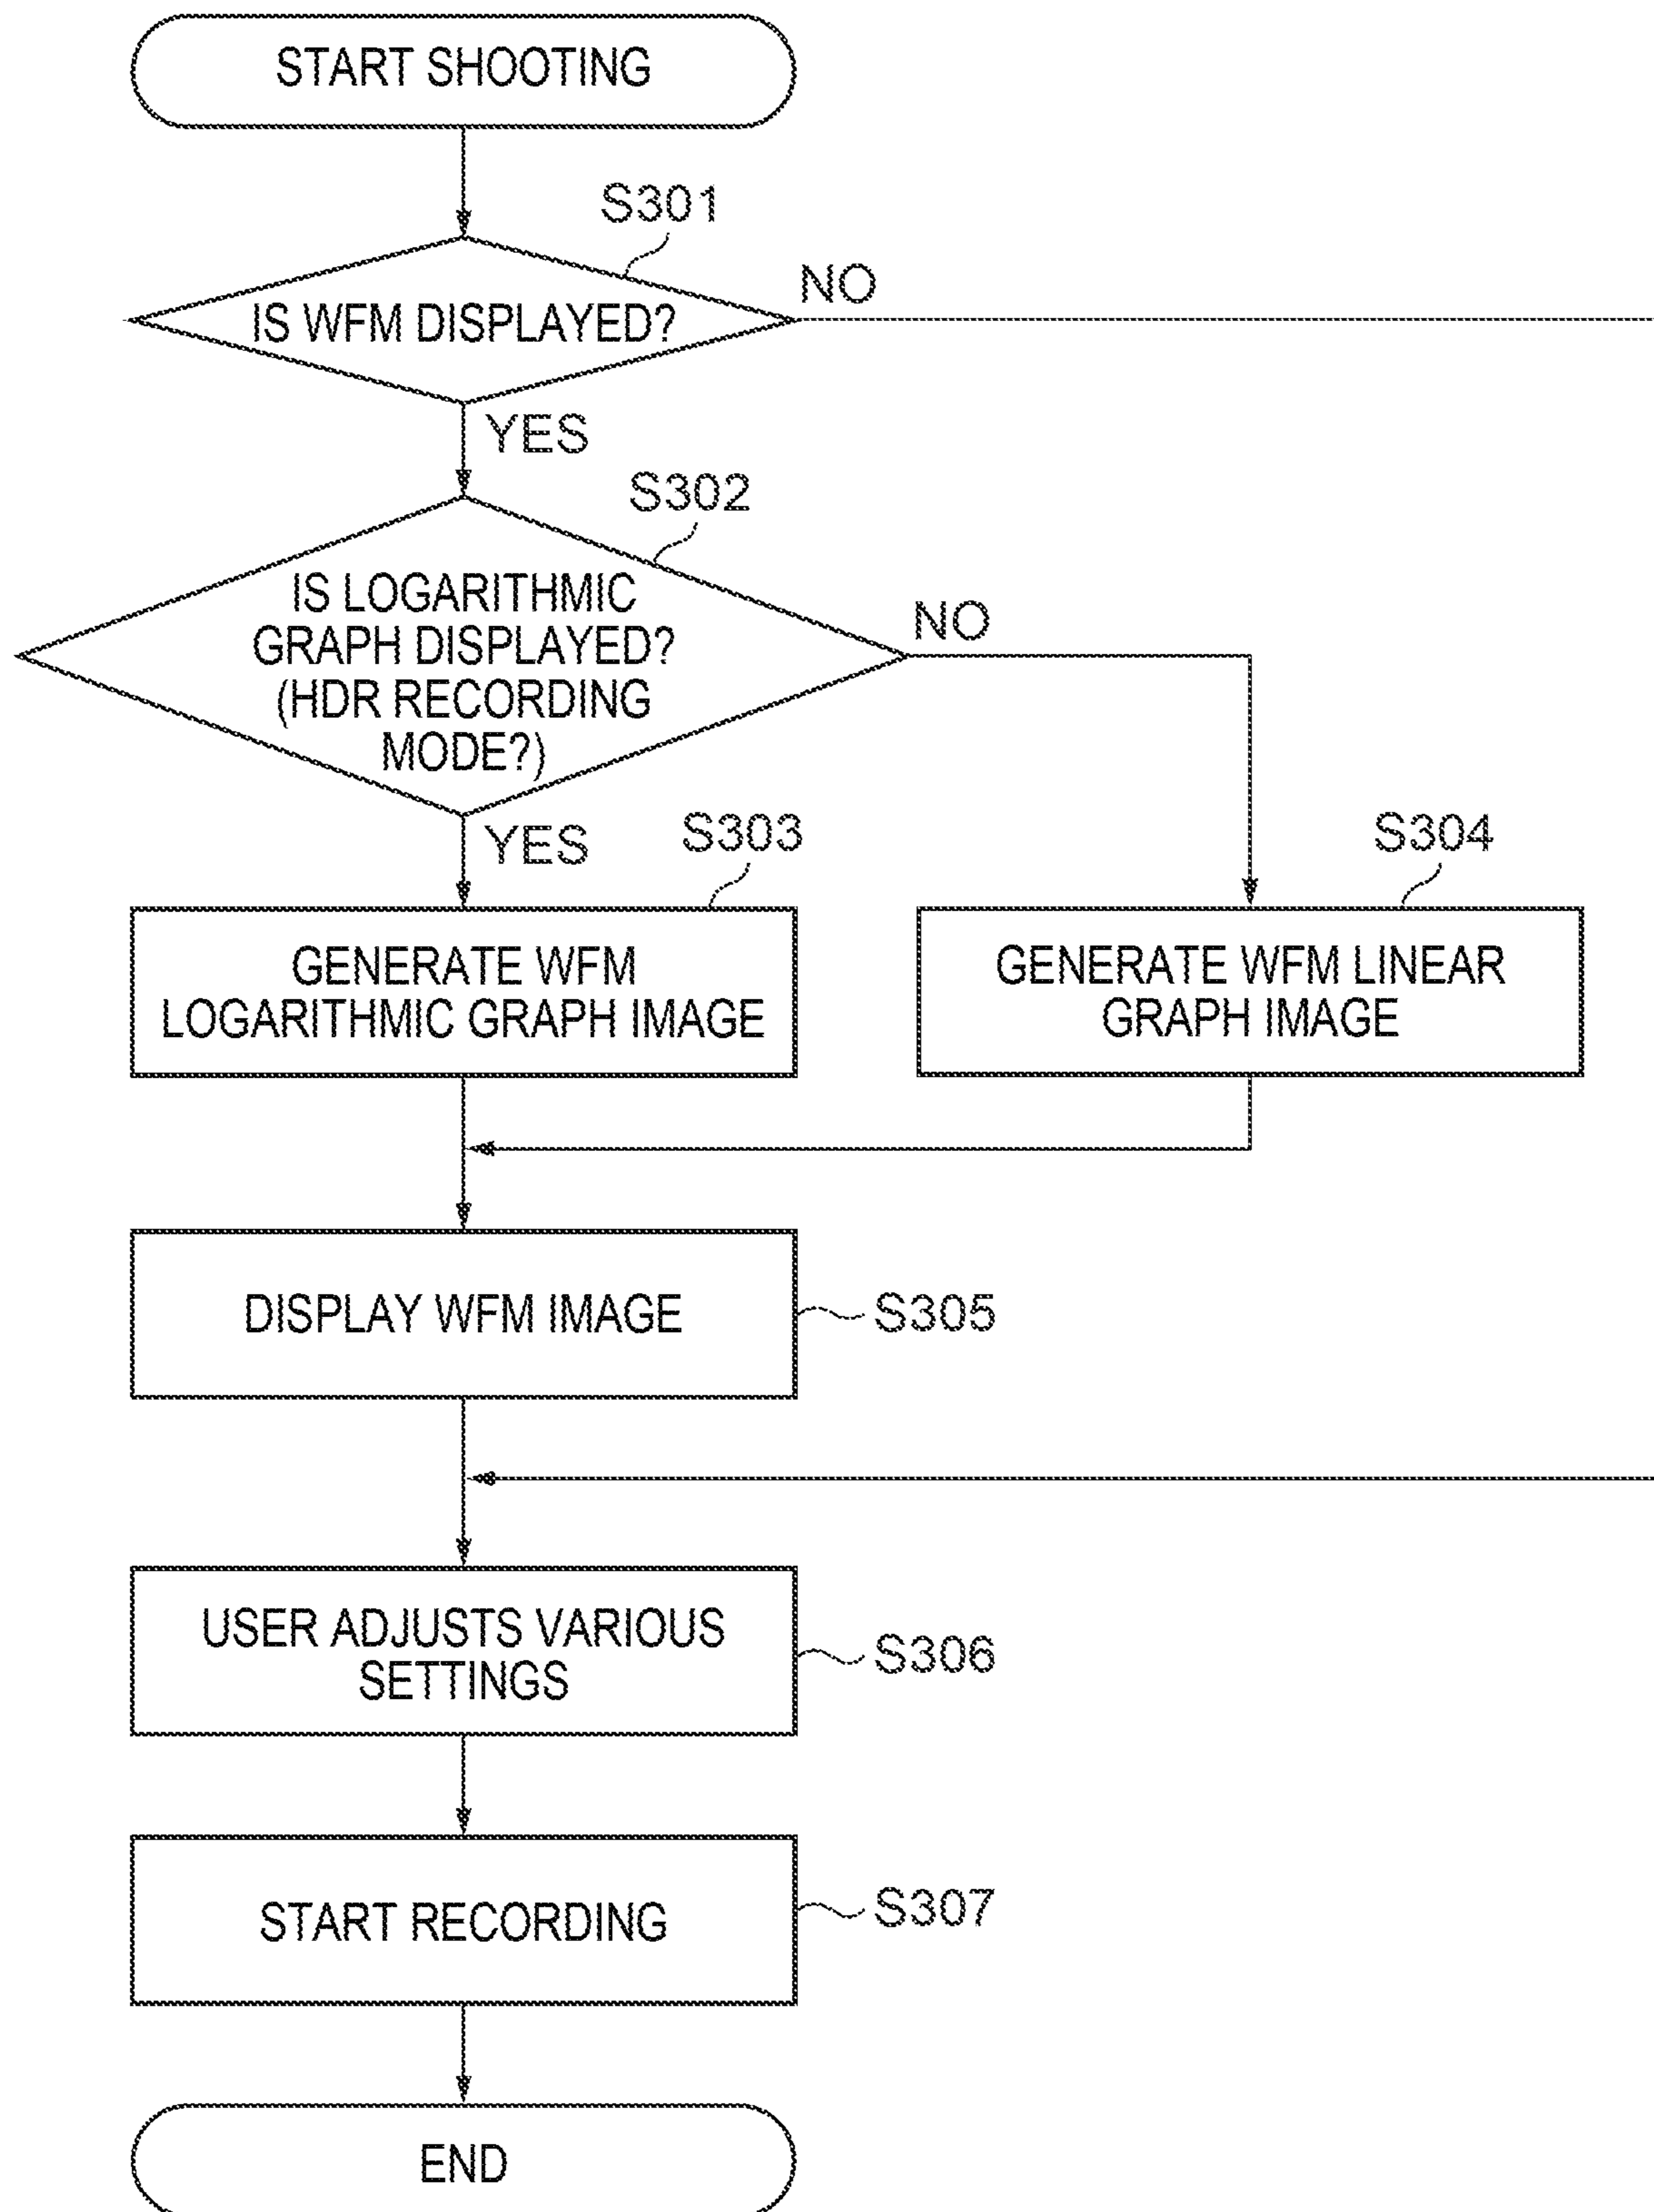 START SHOOTING
S301
IS WFM DISPLAYED?
NO
YES
S302
IS LOGARITHMIC
GRAPH DISPLAYED?
(HDR RECORDING
MODE?)
NO
YES
S303
S304
GENERATE WFM
LOGARITHMIC GRAPH IMAGE
GENERATE WFM LINEAR
GRAPH IMAGE
DISPLAY WFM IMAGE
S305
USER ADJUSTS VARIOUS
SETTINGS
S306
START RECORDING
S307
END